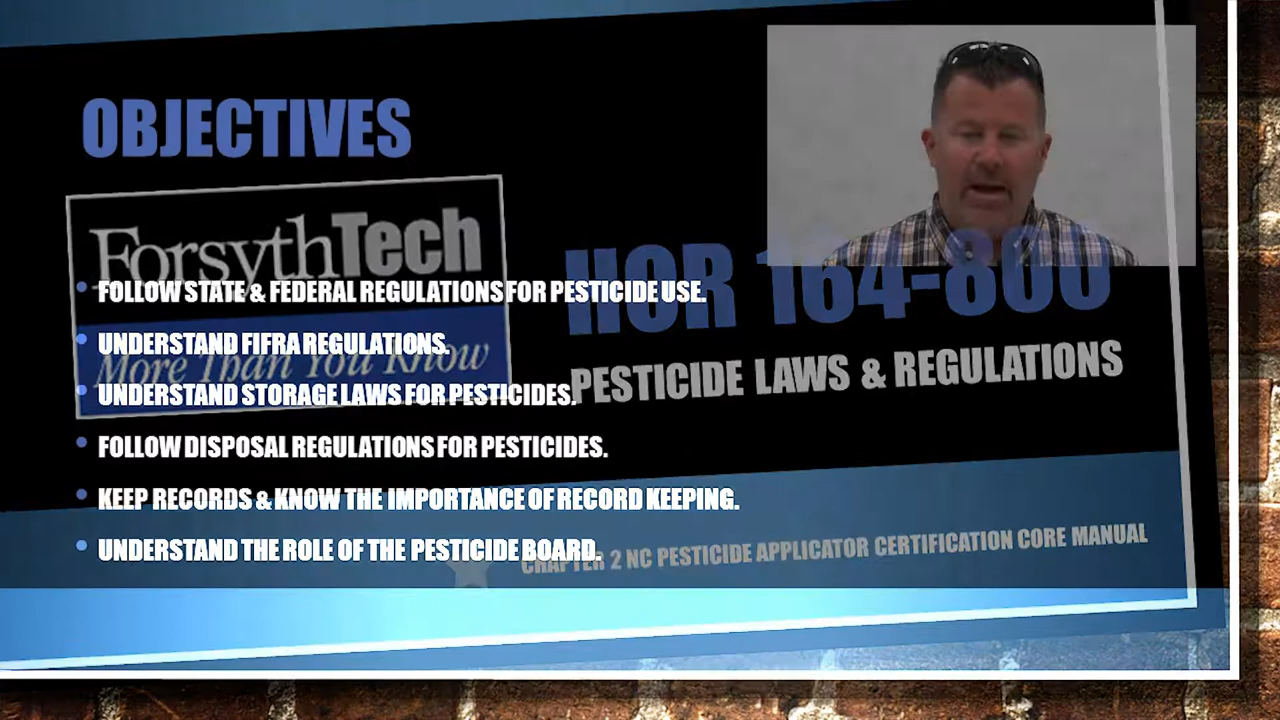 OBJECTIVES
ForsythTech
More Than You Know
HOR 164-800
PESTICIDE LAWS & REGULATIONS
FOLLOW STATE & FEDERAL REGULATIONS FOR PESTICIDE USE.
UNDERSTAND FIFRA REGULATIONS.
UNDERSTAND STORAGE LAWS FOR PESTICIDES.
FOLLOW DISPOSAL REGULATIONS FOR PESTICIDES.
KEEP RECORDS & KNOW THE IMPORTANCE OF RECORD KEEPING.
UNDERSTAND THE ROLE OF THE PESTICIDE BOARD.
CHAPTER 2 NC PESTICIDE APPLICATOR CERTIFICATION CORE MANUAL